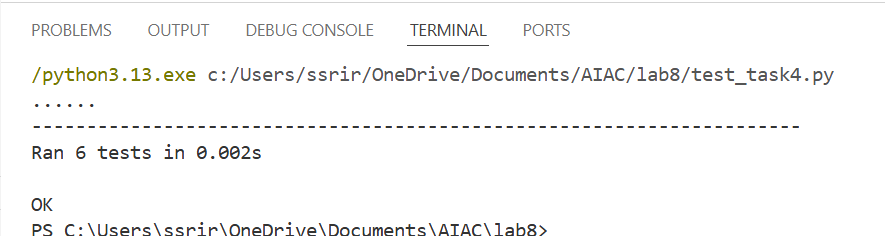 PROBLEMS OUTPUT DEBUG CONSOLE TERMINAL PORTS
/python3.13.exe c:/Users/ssrir/OneDrive/Documents/AIAC/lab8/test_task4.py
......
----------------------------------------------------------------------
Ran 6 tests in 0.002s
OK
PS C:\Users\ssrir\OneDrive\Documents\AIAC\lab8>